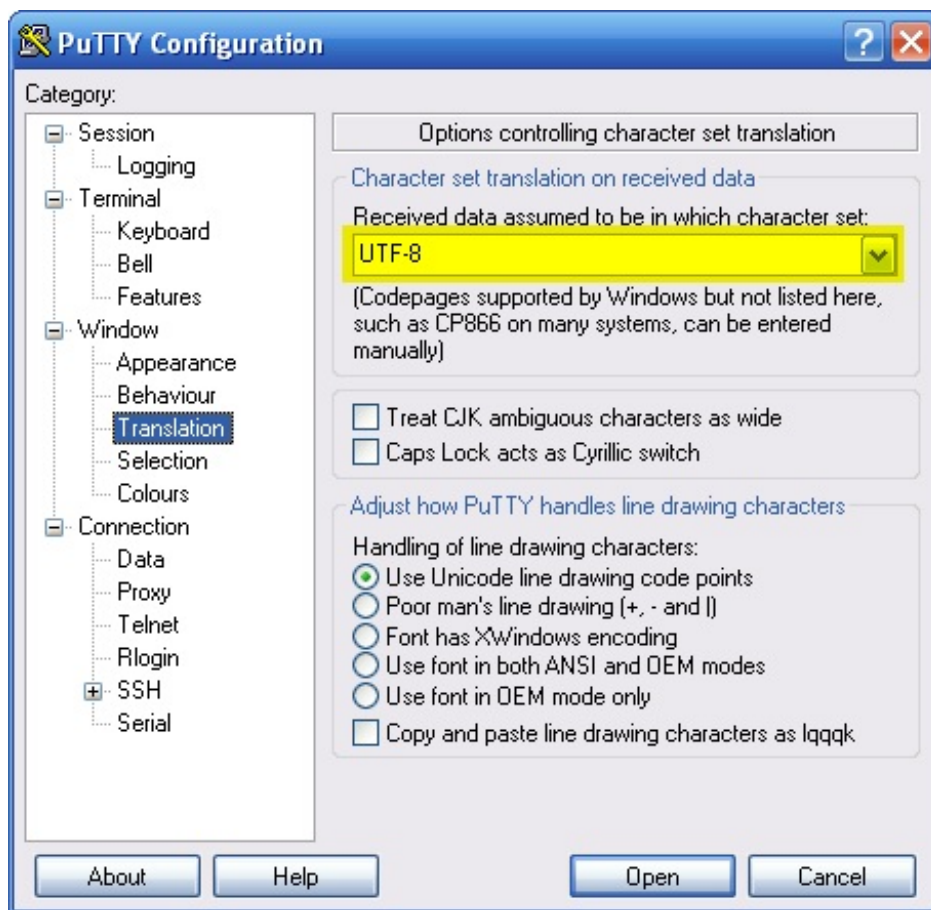 PuTTY Configuration
?
Category:
Session
Logging
Terminal
Keyboard
Bell
Features
Window
Appearance
Behaviour
Translation
Selection
Colours
Connection
Data
Proxy
Telnet
Rlogin
SSH
Serial
Options controlling character set translation
Character set translation on received data
Received data assumed to be in which character set:
UTF-8
(Codepages supported by Windows but not listed here,
such as CP866 on many systems, can be entered
manually)
Treat CJK ambiguous characters as wide
Caps Lock acts as Cyrillic switch
Adjust how PuTTY handles line drawing characters
Handling of line drawing characters:
Use Unicode line drawing code points
Poor man's line drawing (+, - and |)
Font has XWindows encoding
Use font in both ANSI and OEM modes
Use font in OEM mode only
Copy and paste line drawing characters as lqqqk
About
Help
Open
Cancel